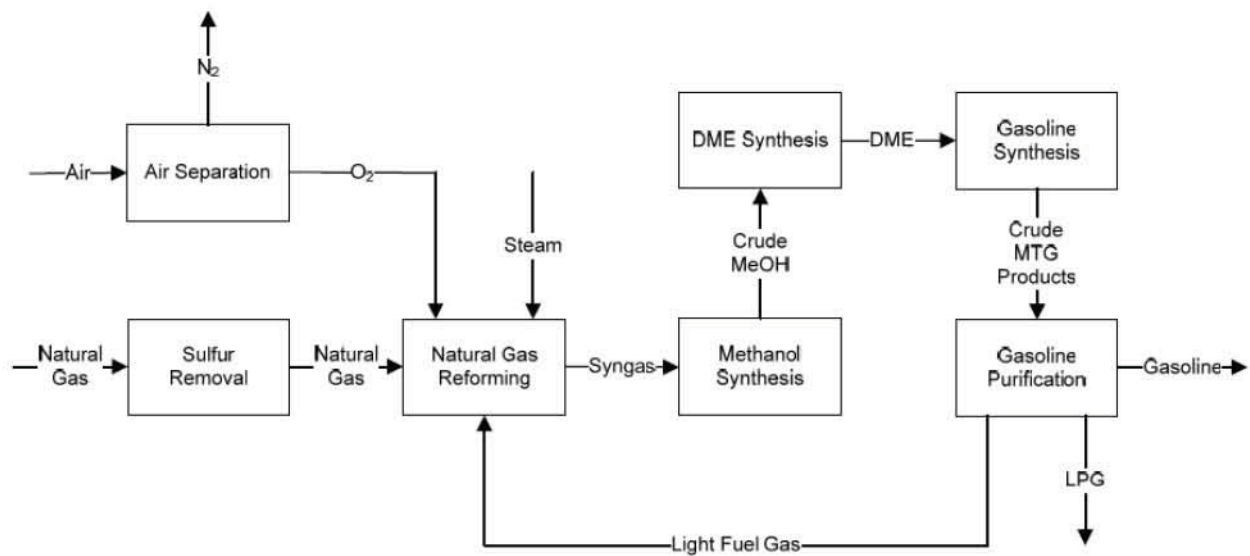 N₂
Air
Air Separation
O₂
Steam
Natural
Gas
Sulfur
Removal
Natural
Gas
Natural Gas
Reforming
Syngas
Methanol
Synthesis
Crude
MeOH
DME Synthesis
DME
Gasoline
Synthesis
Crude
MTG
Products
Gasoline
Purification
Gasoline
LPG
Light Fuel Gas